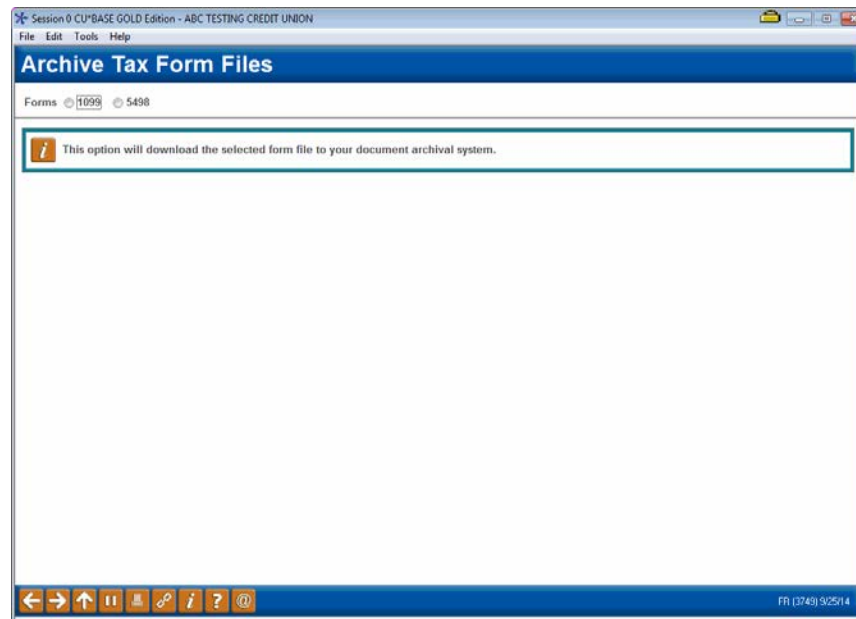 Session 0 CU*BASE GOLD Edition - ABC TESTING CREDIT UNION
File Edit Tools Help
Archive Tax Form Files
Forms 1099 5498
i This option will download the selected form file to your document archival system.
i ? @
FR (3749) 9/25/14